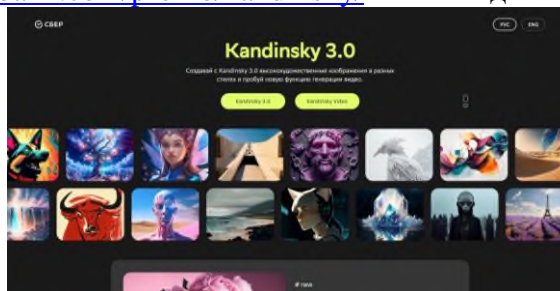 СБЕР
РУС
ENG
Kandinsky 3.0
Создавай с Kandinsky 3.0 высокохудожественные изображения в разных
стилях и пробуй новую функцию генерации видео.
Kandinsky 3.0
Kandinsky Video